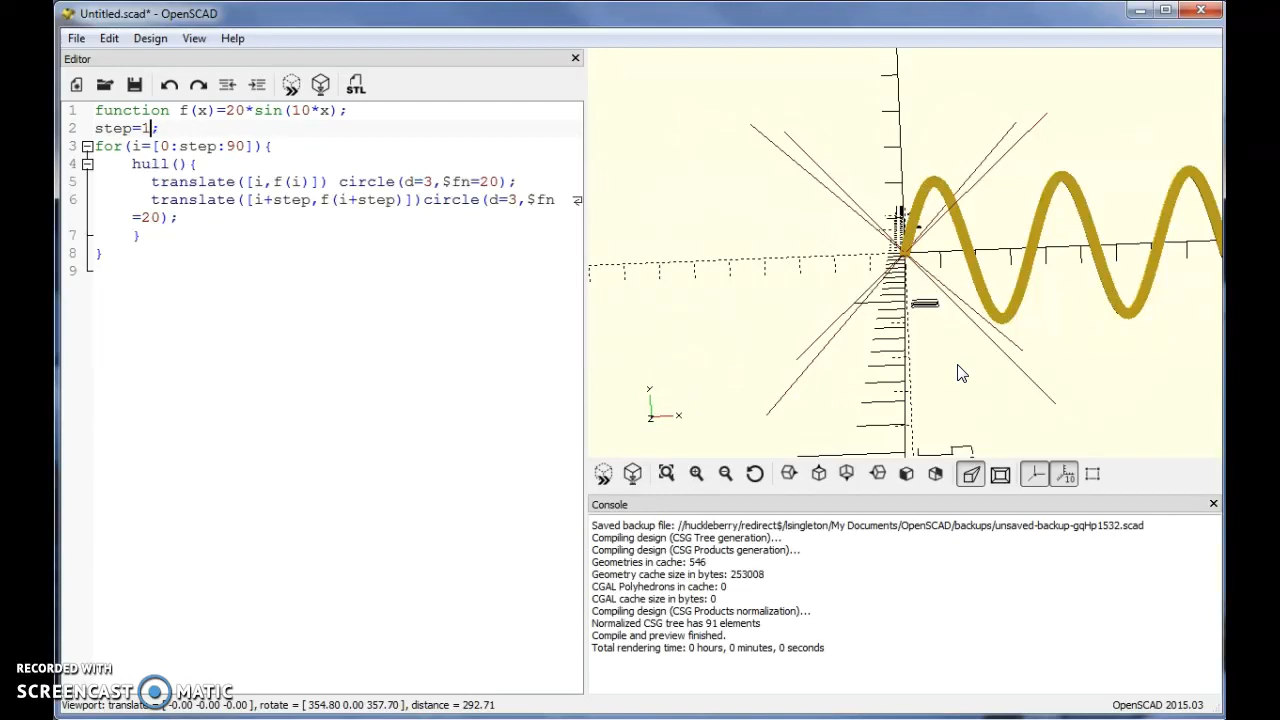 Untitled.scad* - OpenSCAD
File Edit Design View Help
Editor
STL
1 function f(x)=20*sin(10*x);
2 step=1;
3 for(i=[0:step:90]){
4 hull(){
5 translate([i,f(i)]) circle(d=3,$fn=20);
6 translate([i+step,f(i+step)])circle(d=3,$fn
=20);
7 }
8 }
9
Y
X
Z
10
Console
Saved backup file: //huckleberry/redirect$/lsingleton/My Documents/OpenSCAD/backups/unsaved-backup-gqHp1532.scad
Compiling design (CSG Tree generation)...
Compiling design (CSG Products generation)...
Geometries in cache: 546
Geometry cache size in bytes: 253008
CGAL Polyhedrons in cache: 0
CGAL cache size in bytes: 0
Compiling design (CSG Products normalization)...
Normalized CSG tree has 91 elements
Compile and preview finished.
Total rendering time: 0 hours, 0 minutes, 0 seconds
RECORDED WITH
SCREENCAST MATIC
Viewport: translate = [ -0.00 -0.00 -0.00 ], rotate = [ 354.80 0.00 357.70 ], distance = 292.71
OpenSCAD 2015.03